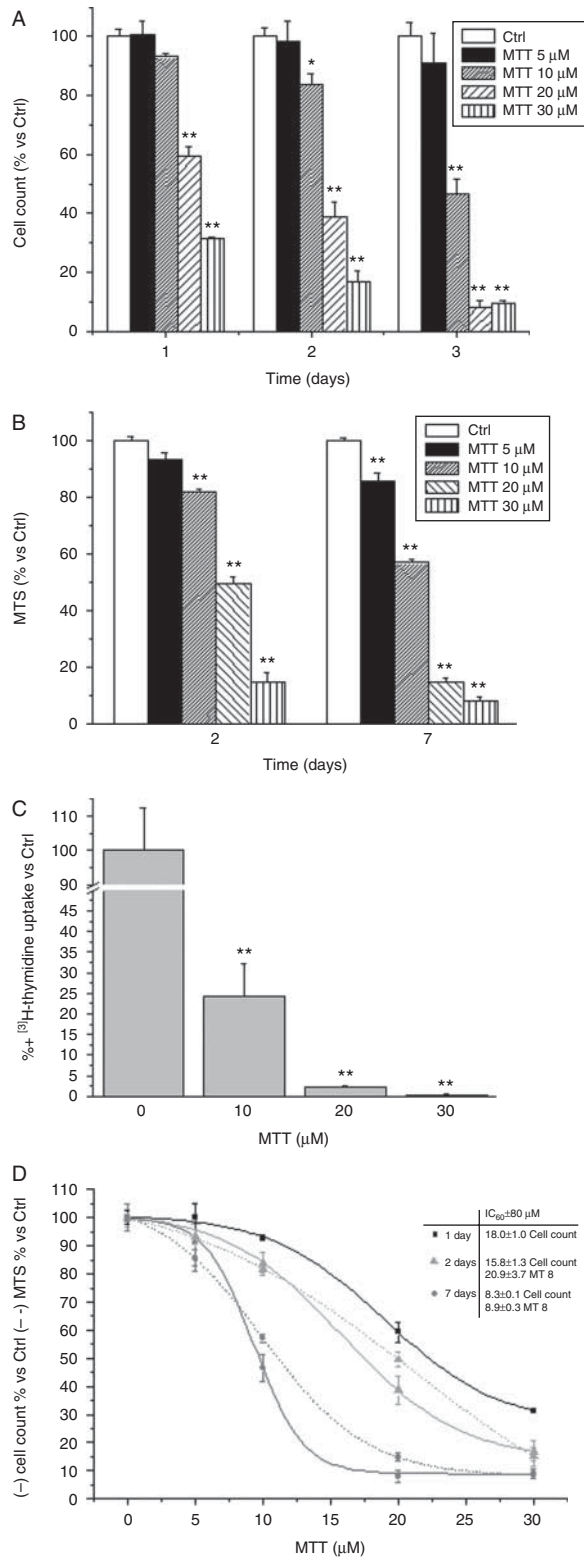 A
Cell count (% vs Ctrl)
100
80
60
40
20
0
Ctrl
MTT 5 μM
MTT 10 μM
MTT 20 μM
MTT 30 μM
**
**
*
**
**
**
**
**
1
2
3
Time (days)
B
MTS (% vs Ctrl)
100
80
60
40
20
0
Ctrl
MTT 5 μM
MTT 10 μM
MTT 20 μM
MTT 30 μM
**
**
**
**
**
**
**
2
7
Time (days)
C
%+ [3]H-thymidine uptake vs Ctrl
110
100
90
45
40
35
30
25
20
15
10
5
0
**
**
**
0
10
20
30
MTT (μM)
D
(–) cell count % vs Ctrl (– -) MTS % vs Ctrl
110
100
90
80
70
60
50
40
30
20
10
0
IC60±80 μM
1 day 18.0±1.0 Cell count
2 days 15.8±1.3 Cell count
20.9±3.7 MT 8
7 days 8.3±0.1 Cell count
8.9±0.3 MT 8
0
5
10
15
20
25
30
MTT (μM)